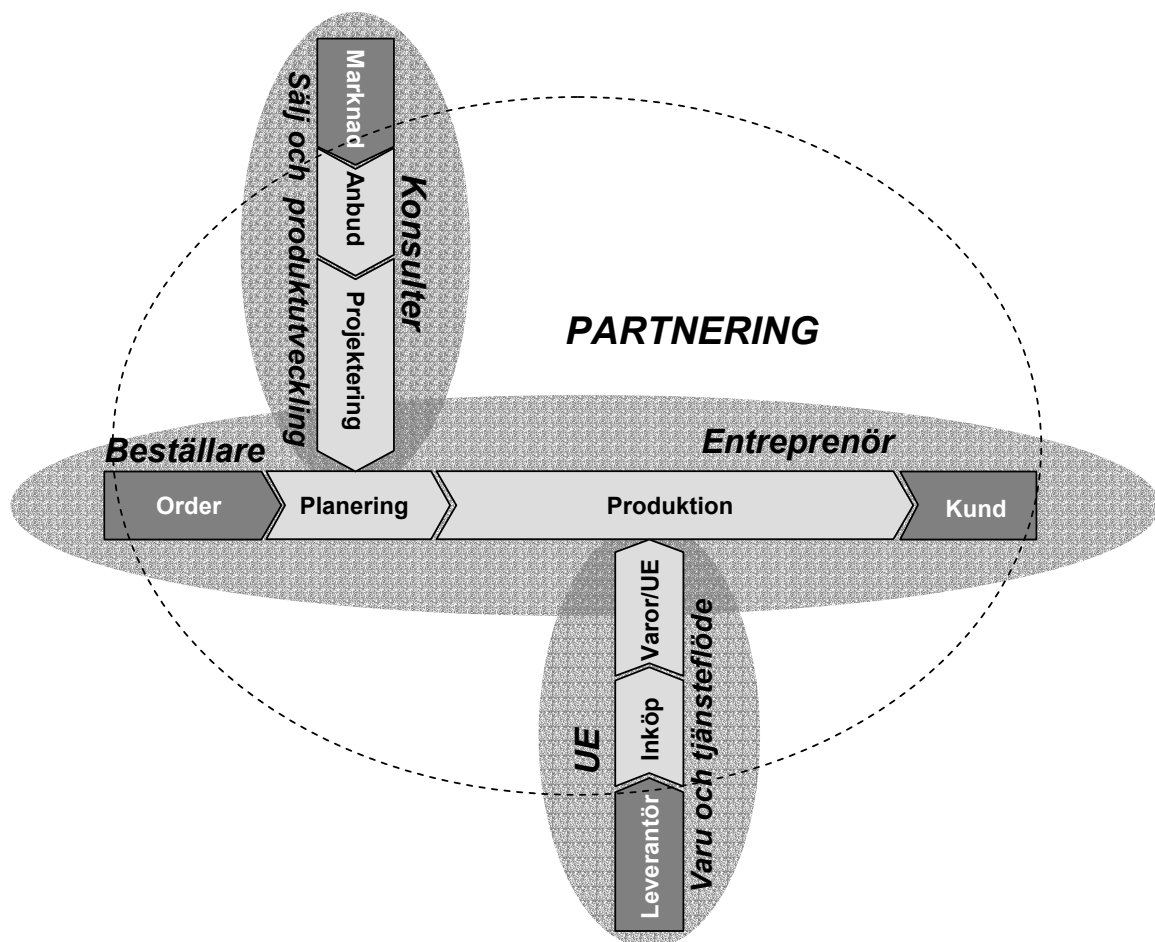 Marknad
Anbud
Projektering
Sälj och produktutveckling
Konsulter
PARTNERING
Beställare
Entreprenör
Order
Planering
Produktion
Kund
Varor/UE
Inköp
Leverantör
UE
Varu och tjänsteflöde